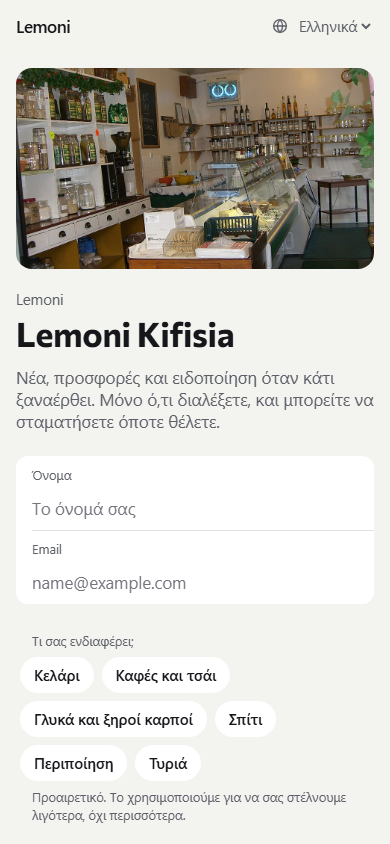 Lemoni
Ελληνικά
Lemoni
Lemoni Kifisia
Νέα, προσφορές και ειδοποίηση όταν κάτι
ξαναέρθει. Μόνο ό,τι διαλέξετε, και μπορείτε να
σταματήσετε όποτε θέλετε.
Όνομα
Το όνομά σας
Email
name@example.com
Τι σας ενδιαφέρει;
Κελάρι
Καφές και τσάι
Γλυκά και ξηροί καρποί
Σπίτι
Περιποίηση
Τυριά
Προαιρετικό. Το χρησιμοποιούμε για να σας στέλνουμε
λιγότερα, όχι περισσότερα.